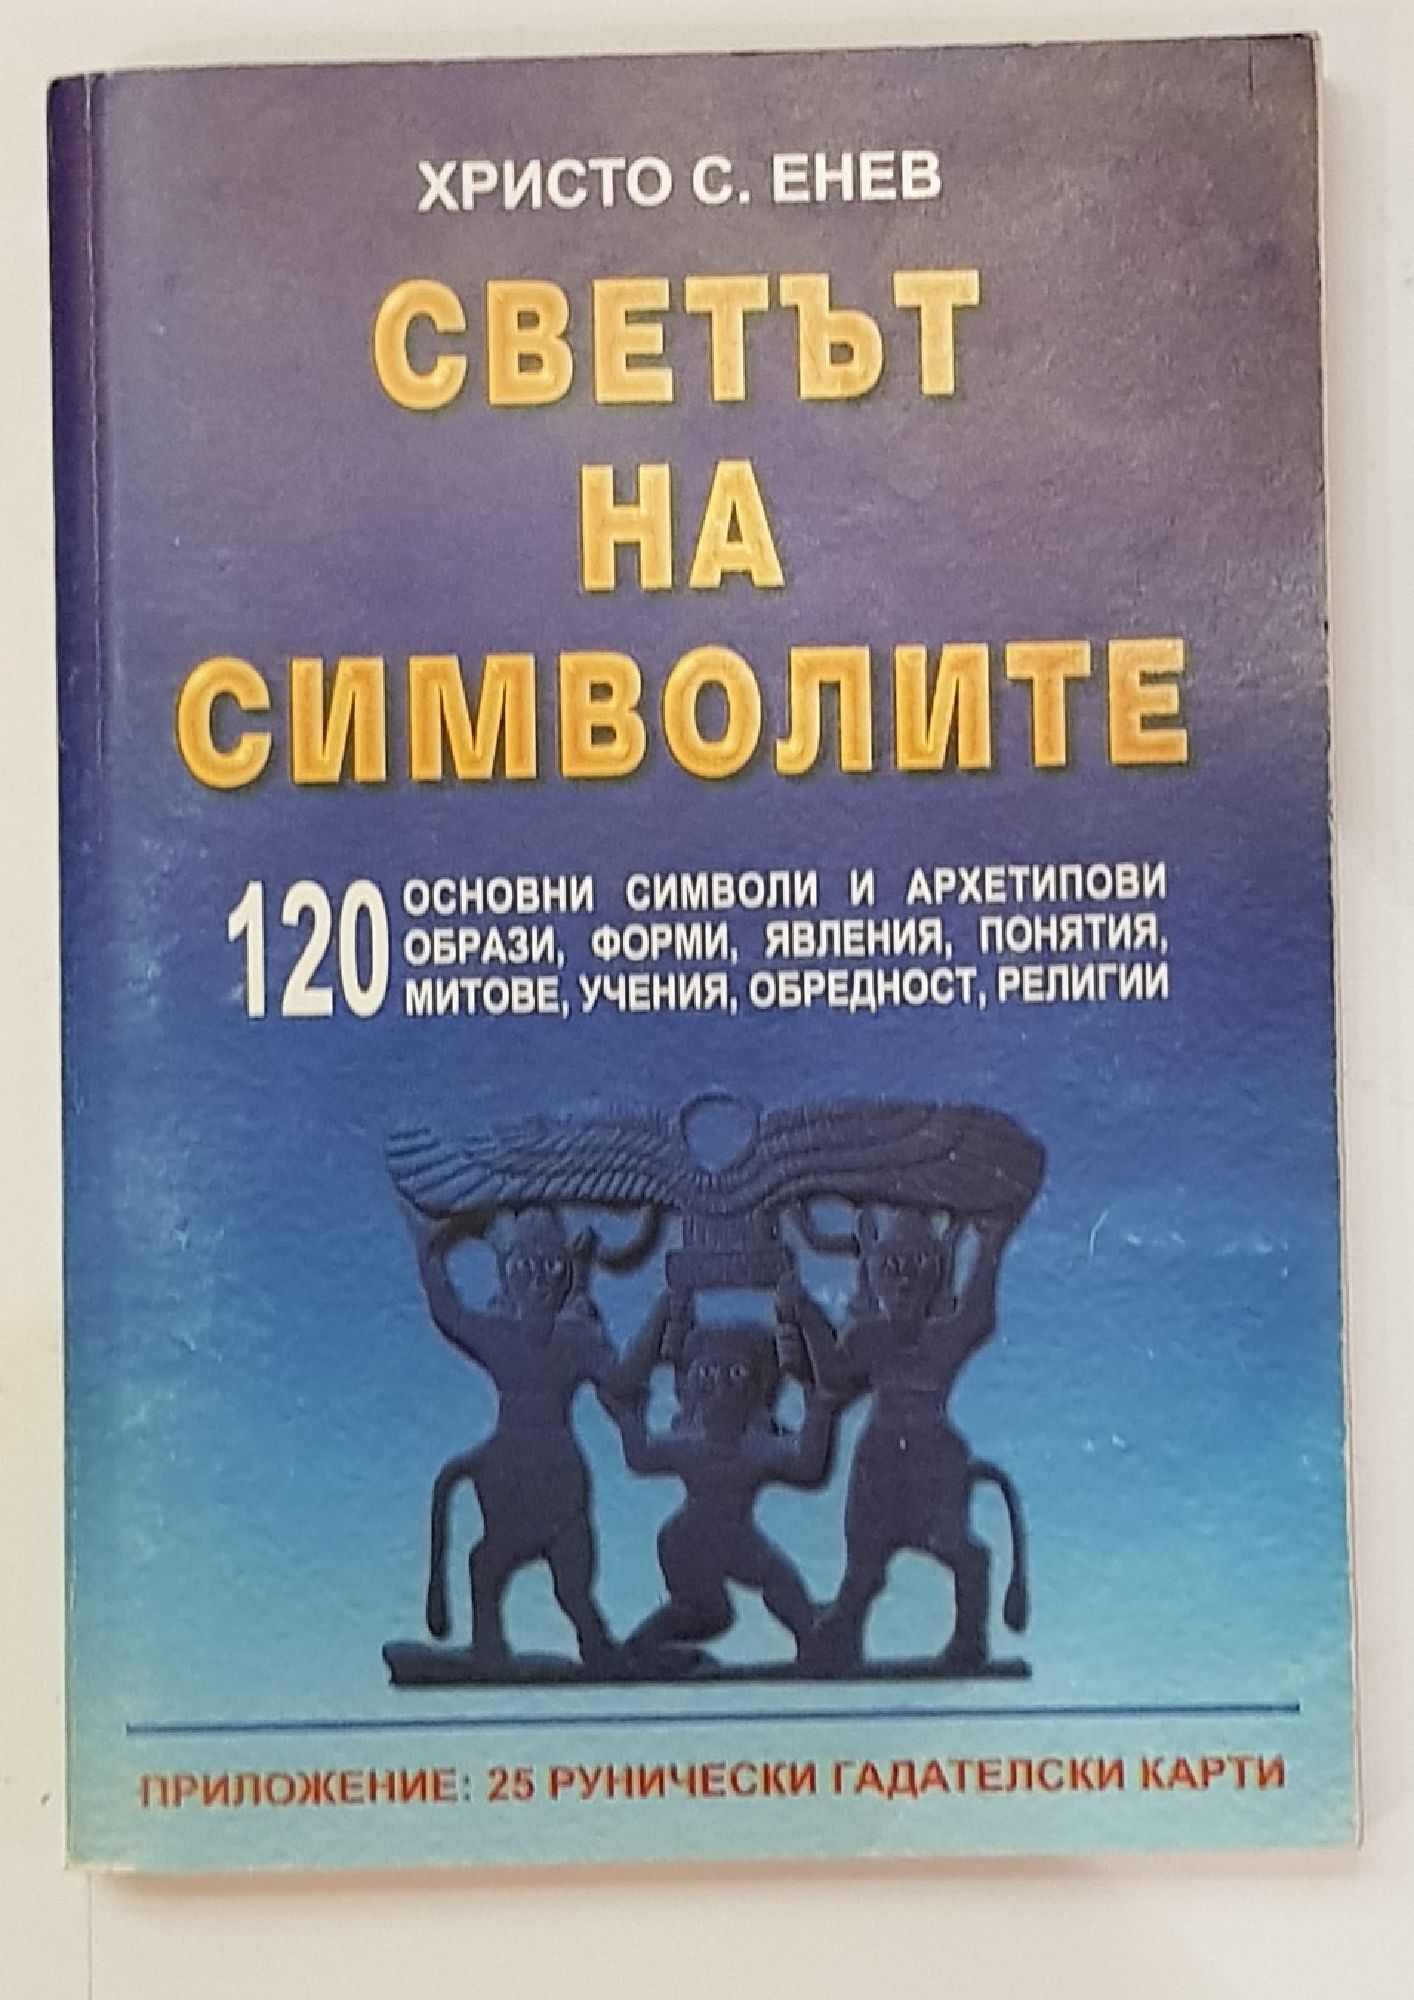 ХРИСТО С. ЕНЕВ
СВЕТЪТ
НА
СИМВОЛИТЕ
120 ОСНОВНИ СИМВОЛИ И АРХЕТИПОВИ
ОБРАЗИ, ФОРМИ, ЯВЛЕНИЯ, ПОНЯТИЯ,
МИТОВЕ, УЧЕНИЯ, ОБРЕДНОСТ, РЕЛИГИИ
ПРИЛОЖЕНИЕ: 25 РУНИЧЕСКИ ГАДАТЕЛСКИ КАРТИ